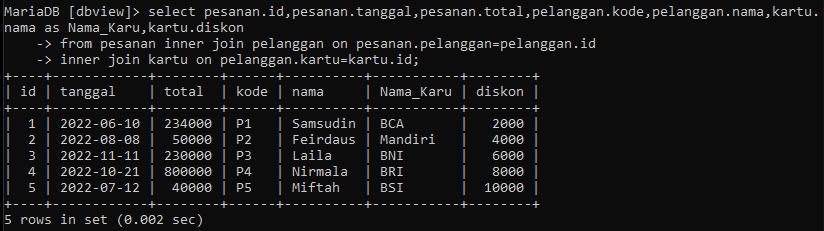 MariaDB [dbview]> select pesanan.id,pesanan.tanggal,pesanan.total,pelanggan.kode,pelanggan.nama,kartu.
nama as Nama_Karu,kartu.diskon
    -> from pesanan inner join pelanggan on pesanan.pelanggan=pelanggan.id
    -> inner join kartu on pelanggan.kartu=kartu.id;
+----+------------+--------+------+----------+-----------+--------+
| id | tanggal    | total  | kode | nama     | Nama_Karu | diskon |
+----+------------+--------+------+----------+-----------+--------+
|  1 | 2022-06-10 | 234000 | P1   | Samsudin | BCA       |   2000 |
|  2 | 2022-08-08 |  50000 | P2   | Feirdaus | Mandiri   |   4000 |
|  3 | 2022-11-11 | 230000 | P3   | Laila    | BNI       |   6000 |
|  4 | 2022-10-21 | 800000 | P4   | Nirmala  | BRI       |   8000 |
|  5 | 2022-07-12 |  40000 | P5   | Miftah   | BSI       |  10000 |
+----+------------+--------+------+----------+-----------+--------+
5 rows in set (0.002 sec)